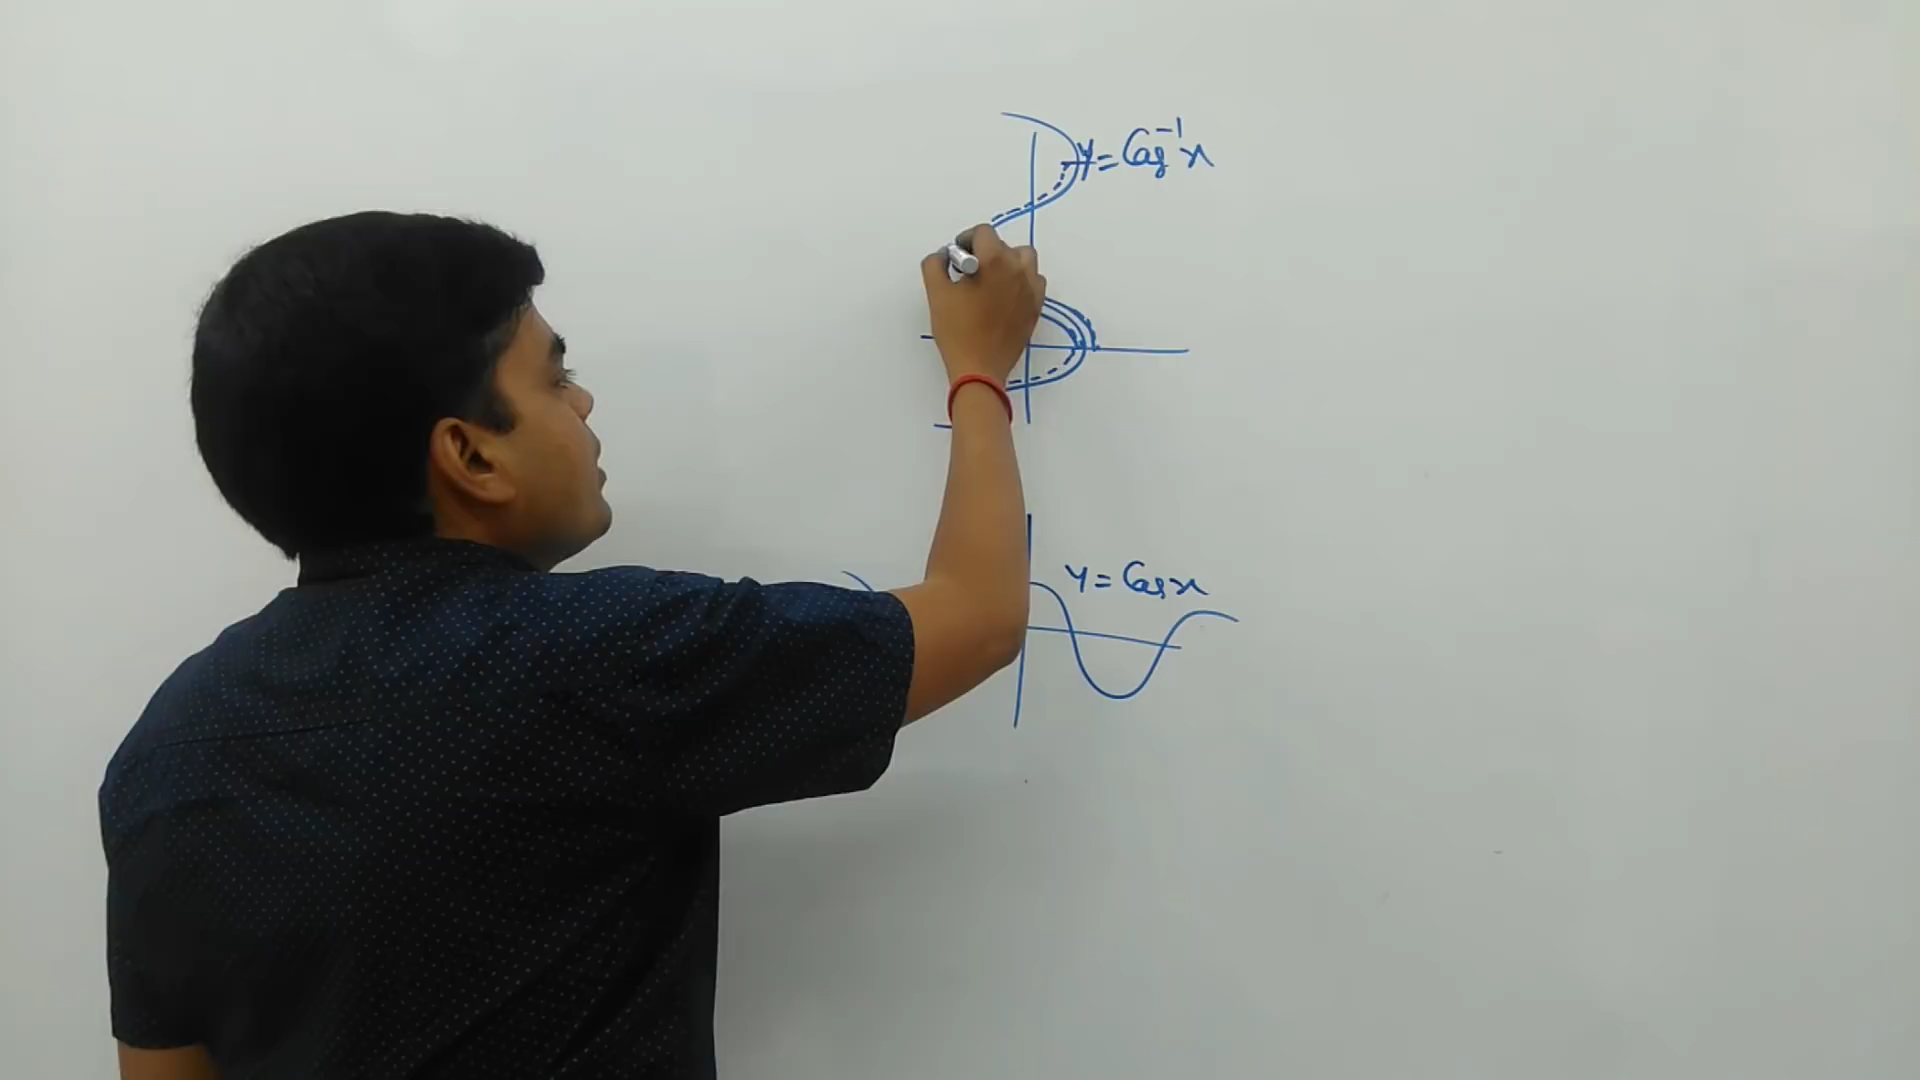 y = Cos⁻¹x
y = Cos x